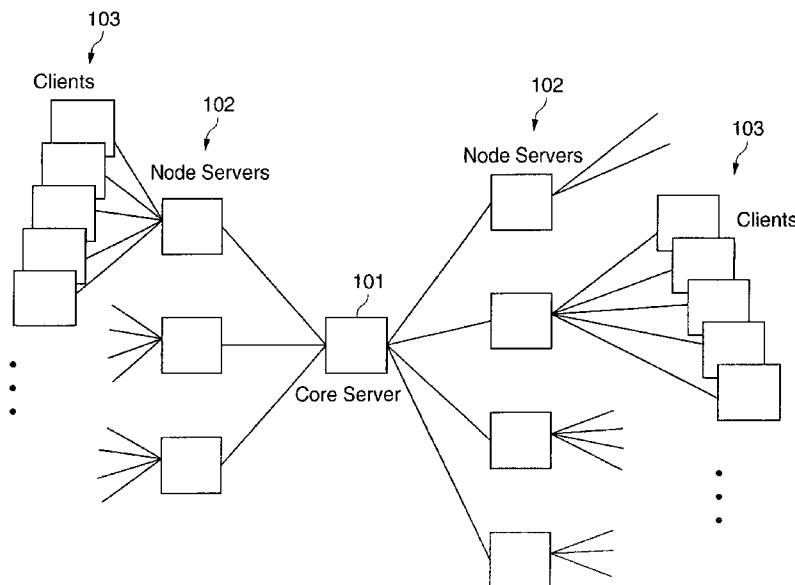 103
Clients
102
Node Servers
102
Node Servers
103
Clients
101
Core Server